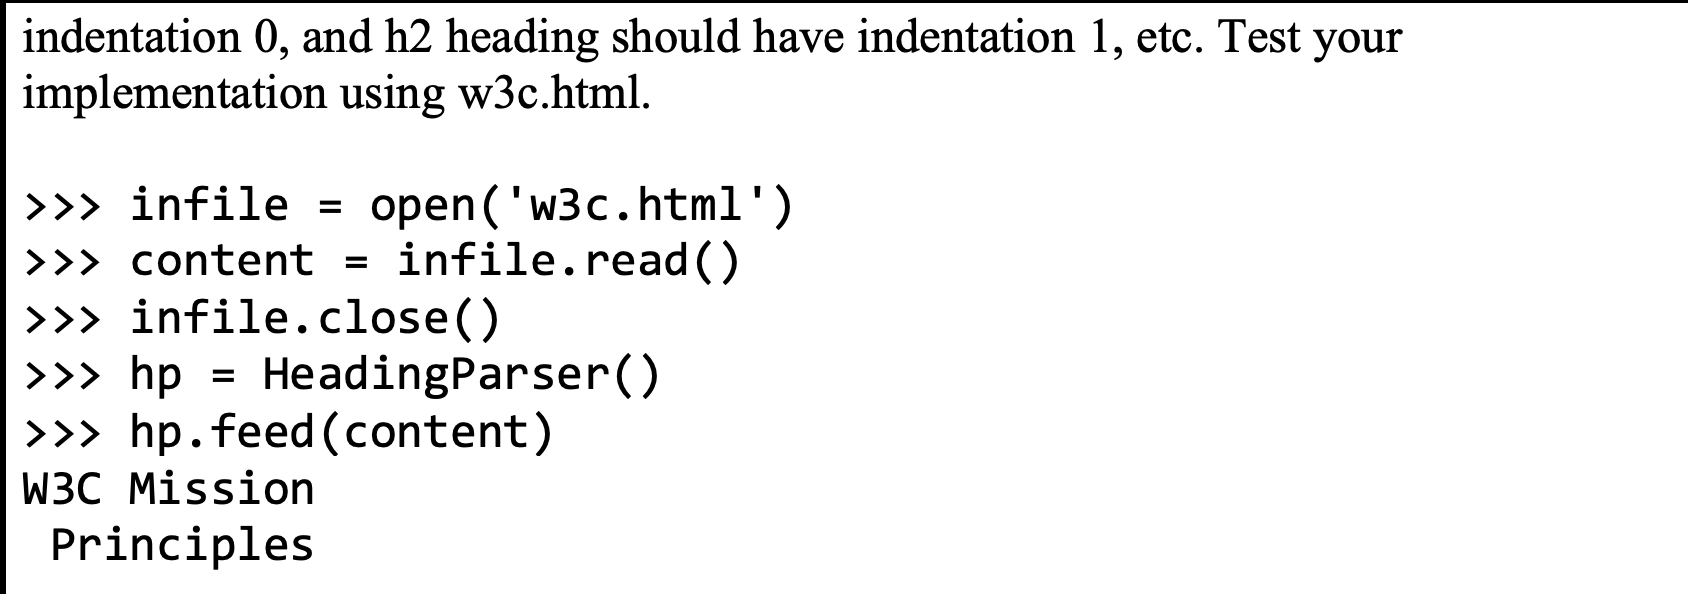 indentation 0, and h2 heading should have indentation 1, etc. Test your
implementation using w3c.html.
>>> infile = open('w3c.html')
>>> content = infile.read()
>>> infile.close()
>>> hp = HeadingParser()
>>> hp.feed(content)
W3C Mission
 Principles